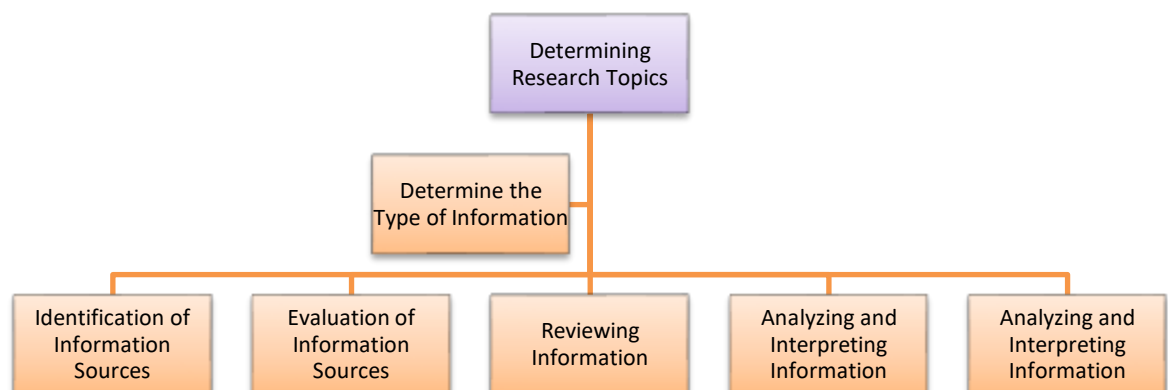 Determining
Research Topics
Determine the
Type of Information
Identification of
Information
Sources
Evaluation of
Information
Sources
Reviewing
Information
Analyzing and
Interpreting
Information
Analyzing and
Interpreting
Information